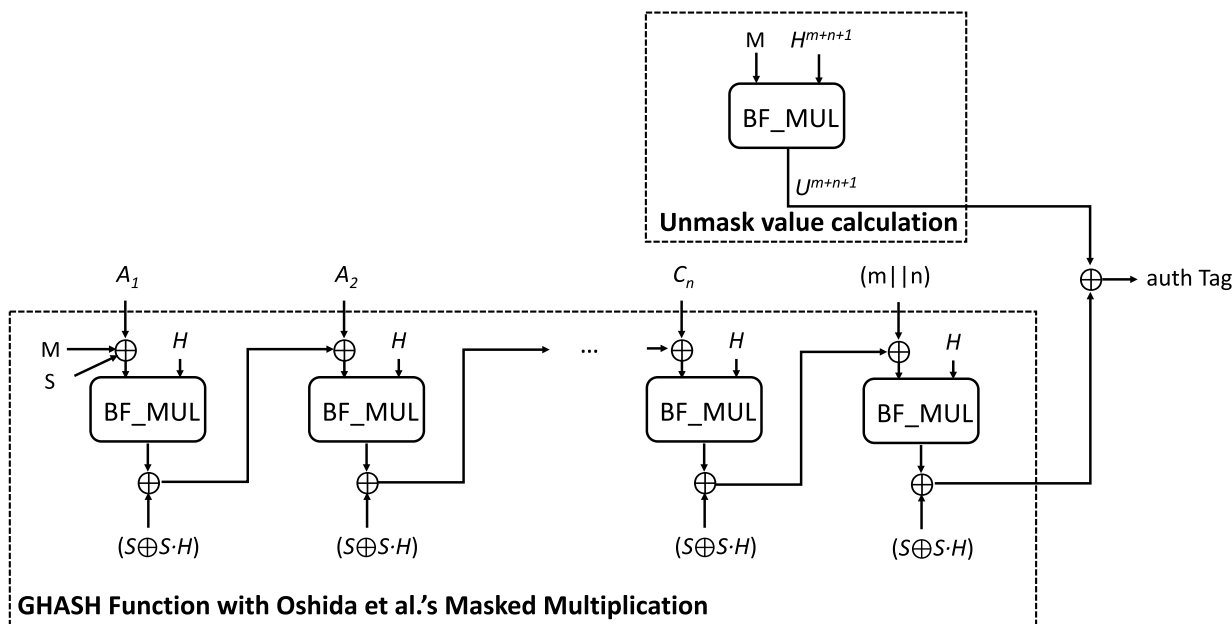 M H^{m+n+1}
BF_MUL
U^{m+n+1}
Unmask value calculation
A_1 A_2 C_n (m||n)
auth Tag
M H H ... H H
S
BF_MUL BF_MUL BF_MUL BF_MUL
(S⊕S·H) (S⊕S·H) (S⊕S·H) (S⊕S·H)
GHASH Function with Oshida et al.'s Masked Multiplication